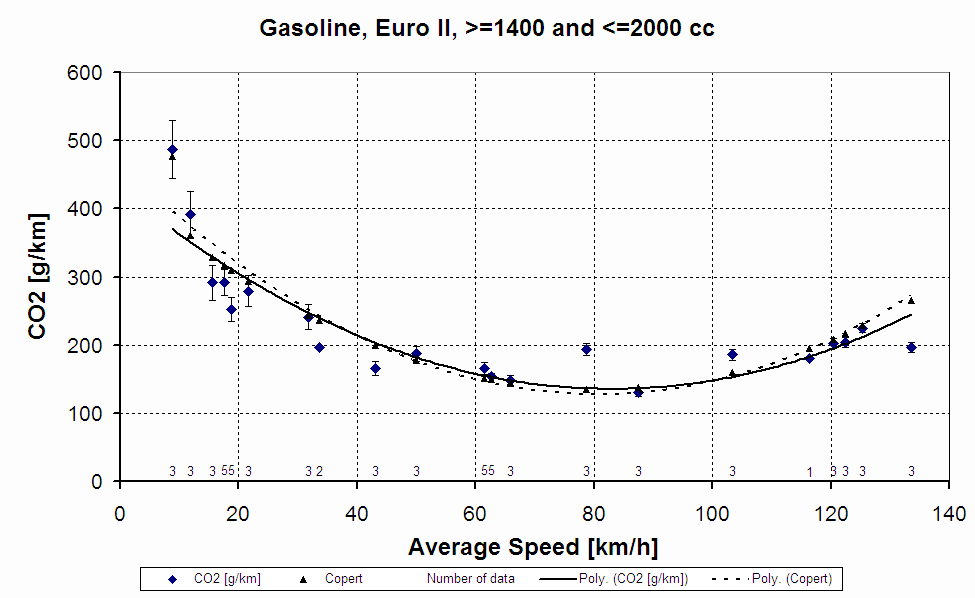 Gasoline, Euro II, >=1400 and <=2000 cc
600
500
400
300
200
100
0
CO2 [g/km]
3 3 3 55 3 3 2 3 3 55 3 3 3 3 1 3 3 3 3
0 20 40 60 80 100 120 140
Average Speed [km/h]
CO2 [g/km] Copert Number of data Poly. (CO2 [g/km]) Poly. (Copert)